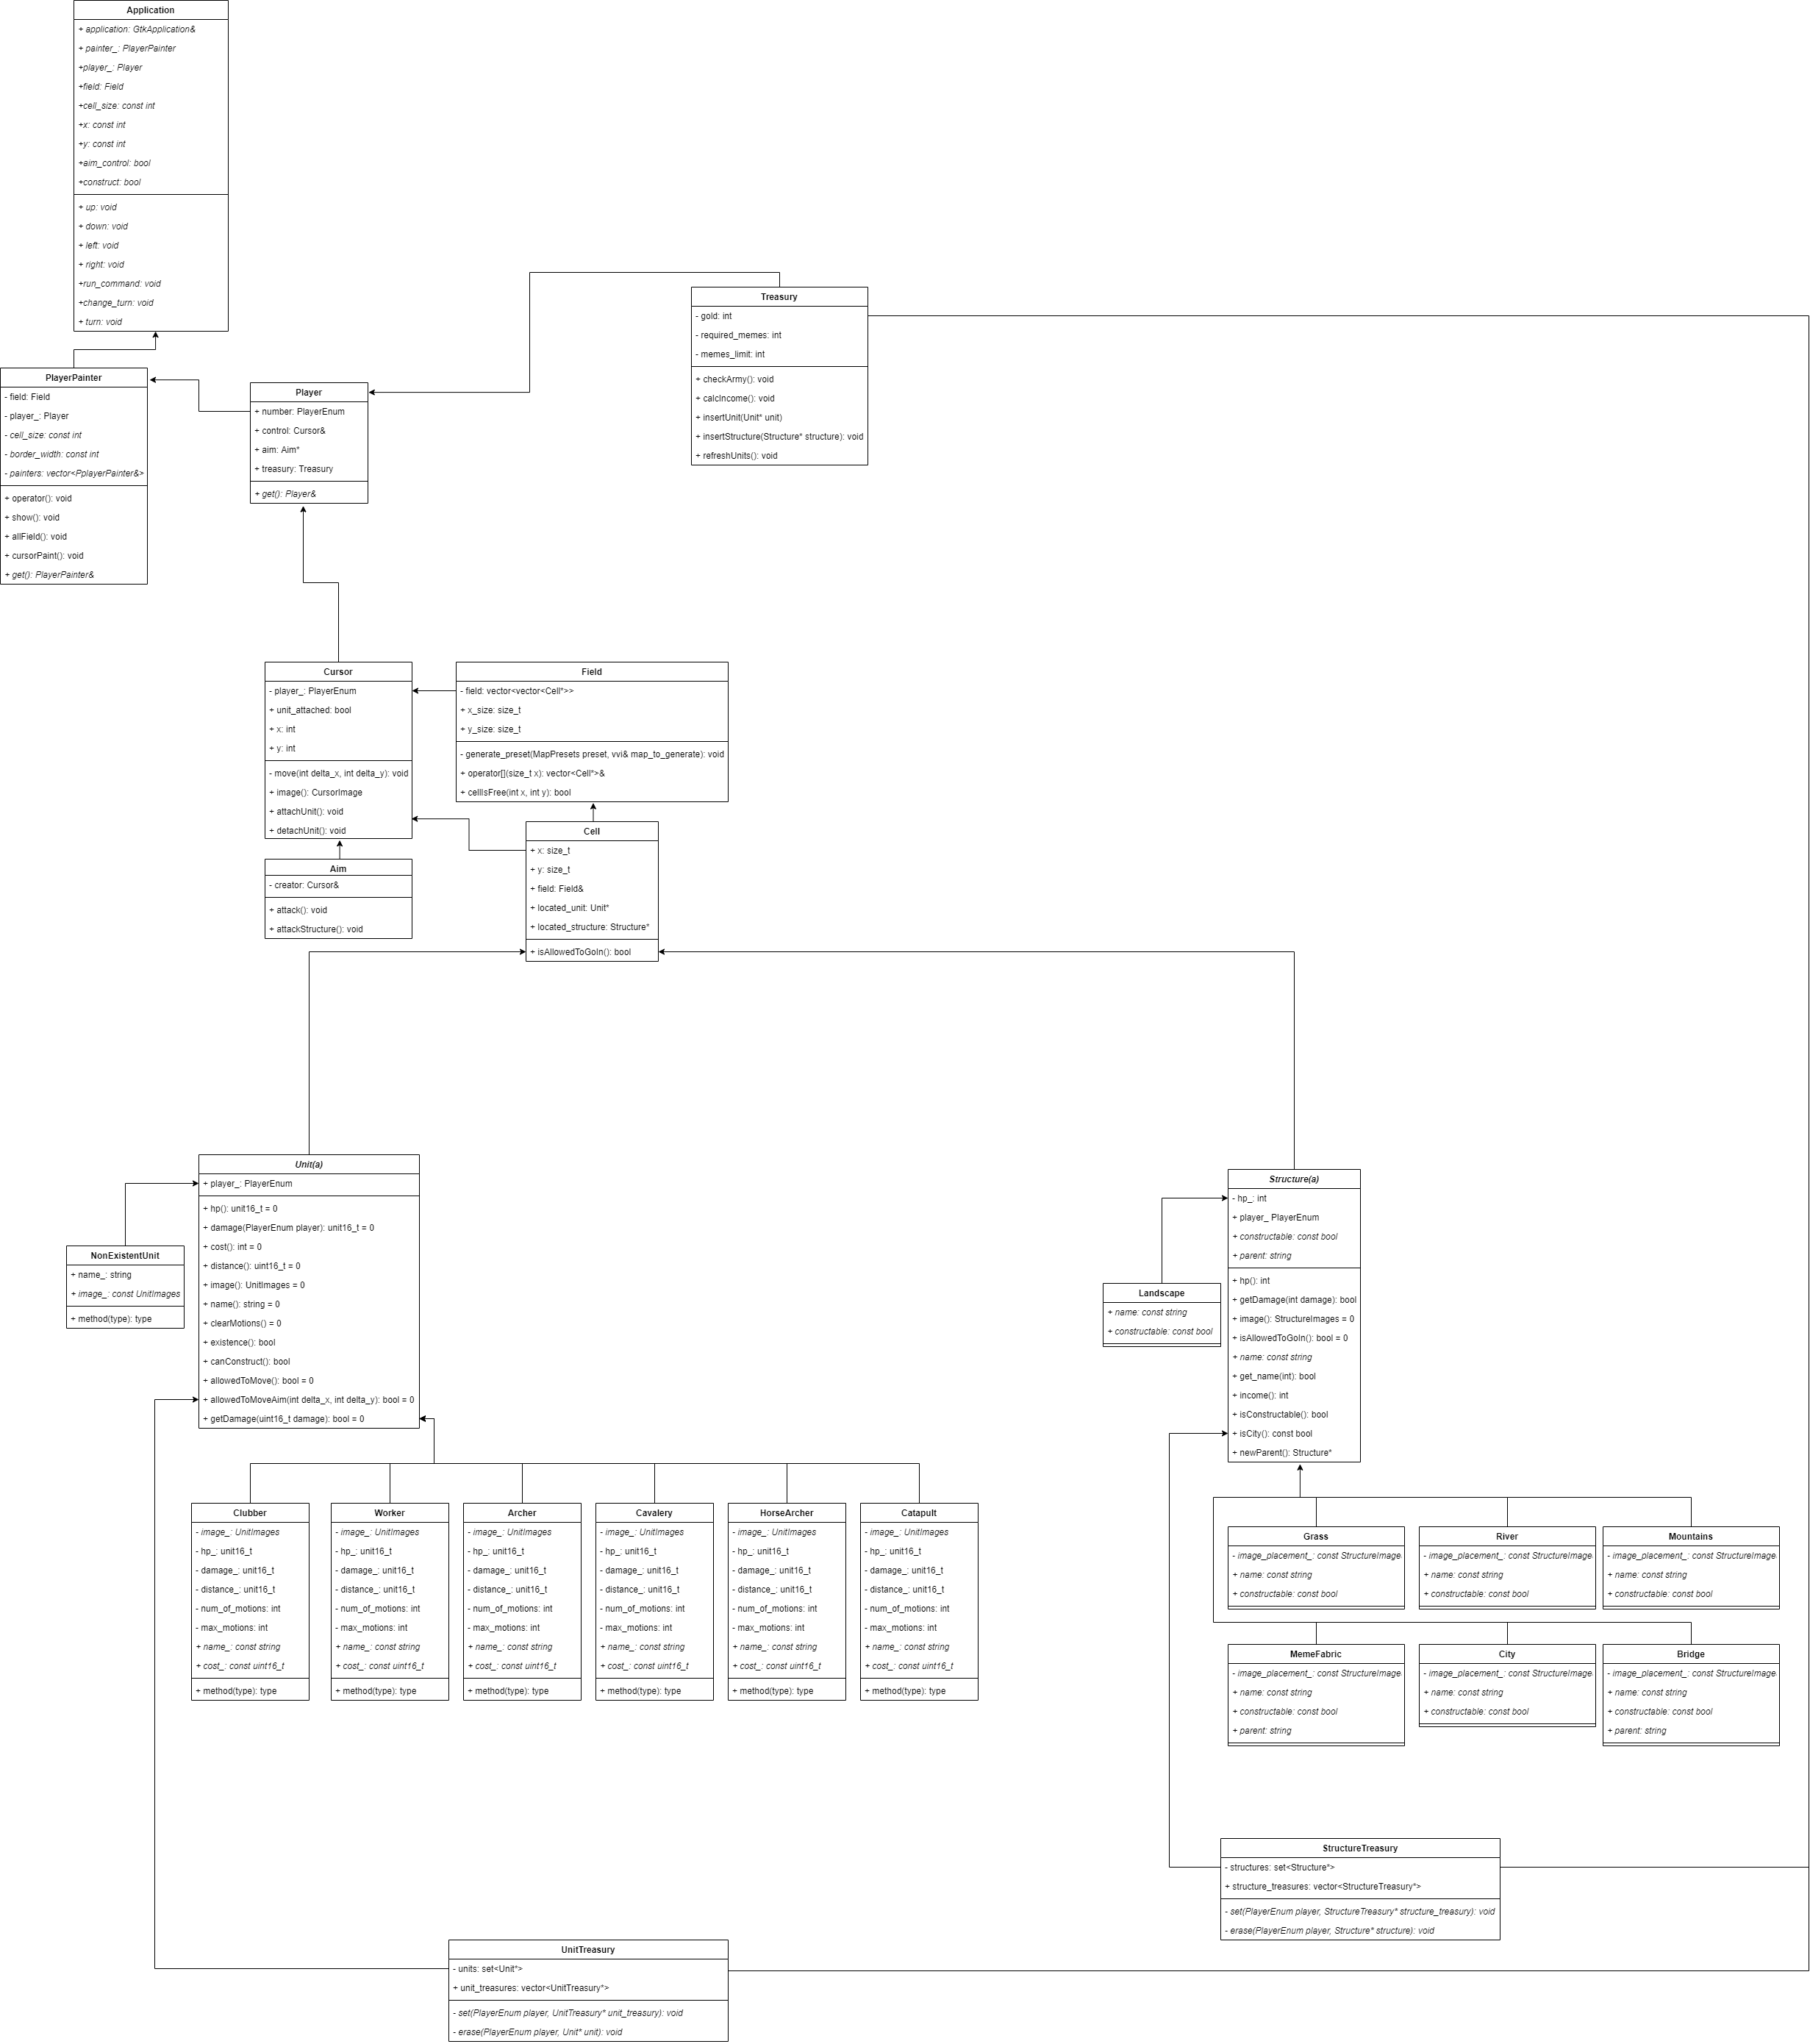 Application
+ application: GtkApplication&
+ painter_: PlayerPainter
+player_: Player
+field: Field
+cell_size: const int
+x: const int
+y: const int
+aim_control: bool
+construct: bool
+ up: void
+ down: void
+ left: void
+ right: void
+run_command: void
+change_turn: void
+ turn: void
Treasury
- gold: int
- required_memes: int
- memes_limit: int
+ checkArmy(): void
+ calcIncome(): void
+ insertUnit(Unit* unit)
+ insertStructure(Structure* structure): void
+ refreshUnits(): void
PlayerPainter
- field: Field
- player_: Player
- cell_size: const int
- border_width: const int
- painters: vector<PplayerPainter&>
+ operator(): void
+ show(): void
+ allField(): void
+ cursorPaint(): void
+ get(): PlayerPainter&
Player
+ number: PlayerEnum
+ control: Cursor&
+ aim: Aim*
+ treasury: Treasury
+ get(): Player&
Cursor
- player_: PlayerEnum
+ unit_attached: bool
+ x: int
+ y: int
- move(int delta_x, int delta_y): void
+ image(): CursorImage
+ attachUnit(): void
+ detachUnit(): void
Field
- field: vector<vector<Cell*>>
+ x_size: size_t
+ y_size: size_t
- generate_preset(MapPresets preset, vvi& map_to_generate): void
+ operator[](size_t x): vector<Cell*>&
+ cellIsFree(int x, int y): bool
Cell
+ x: size_t
+ y: size_t
+ field: Field&
+ located_unit: Unit*
+ located_structure: Structure*
+ isAllowedToGoIn(): bool
Aim
- creator: Cursor&
+ attack(): void
+ attackStructure(): void
Unit(a)
+ player_: PlayerEnum
+ hp(): unit16_t = 0
+ damage(PlayerEnum player): unit16_t = 0
+ cost(): int = 0
+ distance(): uint16_t = 0
+ image(): UnitImages = 0
+ name(): string = 0
+ clearMotions() = 0
+ existence(): bool
+ canConstruct(): bool
+ allowedToMove(): bool = 0
+ allowedToMoveAim(int delta_x, int delta_y): bool = 0
+ getDamage(uint16_t damage): bool = 0
NonExistentUnit
+ name_: string
+ image_: const UnitImages
+ method(type): type
Structure(a)
- hp_: int
+ player_ PlayerEnum
+ constructable: const bool
+ parent: string
+ hp(): int
+ getDamage(int damage): bool
+ image(): StructureImages = 0
+ isAllowedToGoIn(): bool = 0
+ name: const string
+ get_name(int): bool
+ income(): int
+ isConstructable(): bool
+ isCity(): const bool
+ newParent(): Structure*
Landscape
+ name: const string
+ constructable: const bool
Clubber
- image_: UnitImages
- hp_: unit16_t
- damage_: unit16_t
- distance_: unit16_t
- num_of_motions: int
- max_motions: int
+ name_: const string
+ cost_: const uint16_t
+ method(type): type
Worker
- image_: UnitImages
- hp_: unit16_t
- damage_: unit16_t
- distance_: unit16_t
- num_of_motions: int
- max_motions: int
+ name_: const string
+ cost_: const uint16_t
+ method(type): type
Archer
- image_: UnitImages
- hp_: unit16_t
- damage_: unit16_t
- distance_: unit16_t
- num_of_motions: int
- max_motions: int
+ name_: const string
+ cost_: const uint16_t
+ method(type): type
Cavalery
- image_: UnitImages
- hp_: unit16_t
- damage_: unit16_t
- distance_: unit16_t
- num_of_motions: int
- max_motions: int
+ name_: const string
+ cost_: const uint16_t
+ method(type): type
HorseArcher
- image_: UnitImages
- hp_: unit16_t
- damage_: unit16_t
- distance_: unit16_t
- num_of_motions: int
- max_motions: int
+ name_: const string
+ cost_: const uint16_t
+ method(type): type
Catapult
- image_: UnitImages
- hp_: unit16_t
- damage_: unit16_t
- distance_: unit16_t
- num_of_motions: int
- max_motions: int
+ name_: const string
+ cost_: const uint16_t
+ method(type): type
Grass
- image_placement_: const StructureImage
+ name: const string
+ constructable: const bool
River
- image_placement_: const StructureImage
+ name: const string
+ constructable: const bool
Mountains
- image_placement_: const StructureImage
+ name: const string
+ constructable: const bool
MemeFabric
- image_placement_: const StructureImage
+ name: const string
+ constructable: const bool
+ parent: string
City
- image_placement_: const StructureImage
+ name: const string
+ constructable: const bool
Bridge
- image_placement_: const StructureImage
+ name: const string
+ constructable: const bool
+ parent: string
StructureTreasury
- structures: set<Structure*>
+ structure_treasures: vector<StructureTreasury*>
- set(PlayerEnum player, StructureTreasury* structure_treasury): void
- erase(PlayerEnum player, Structure* structure): void
UnitTreasury
- units: set<Unit*>
+ unit_treasures: vector<UnitTreasury*>
- set(PlayerEnum player, UnitTreasury* unit_treasury): void
- erase(PlayerEnum player, Unit* unit): void